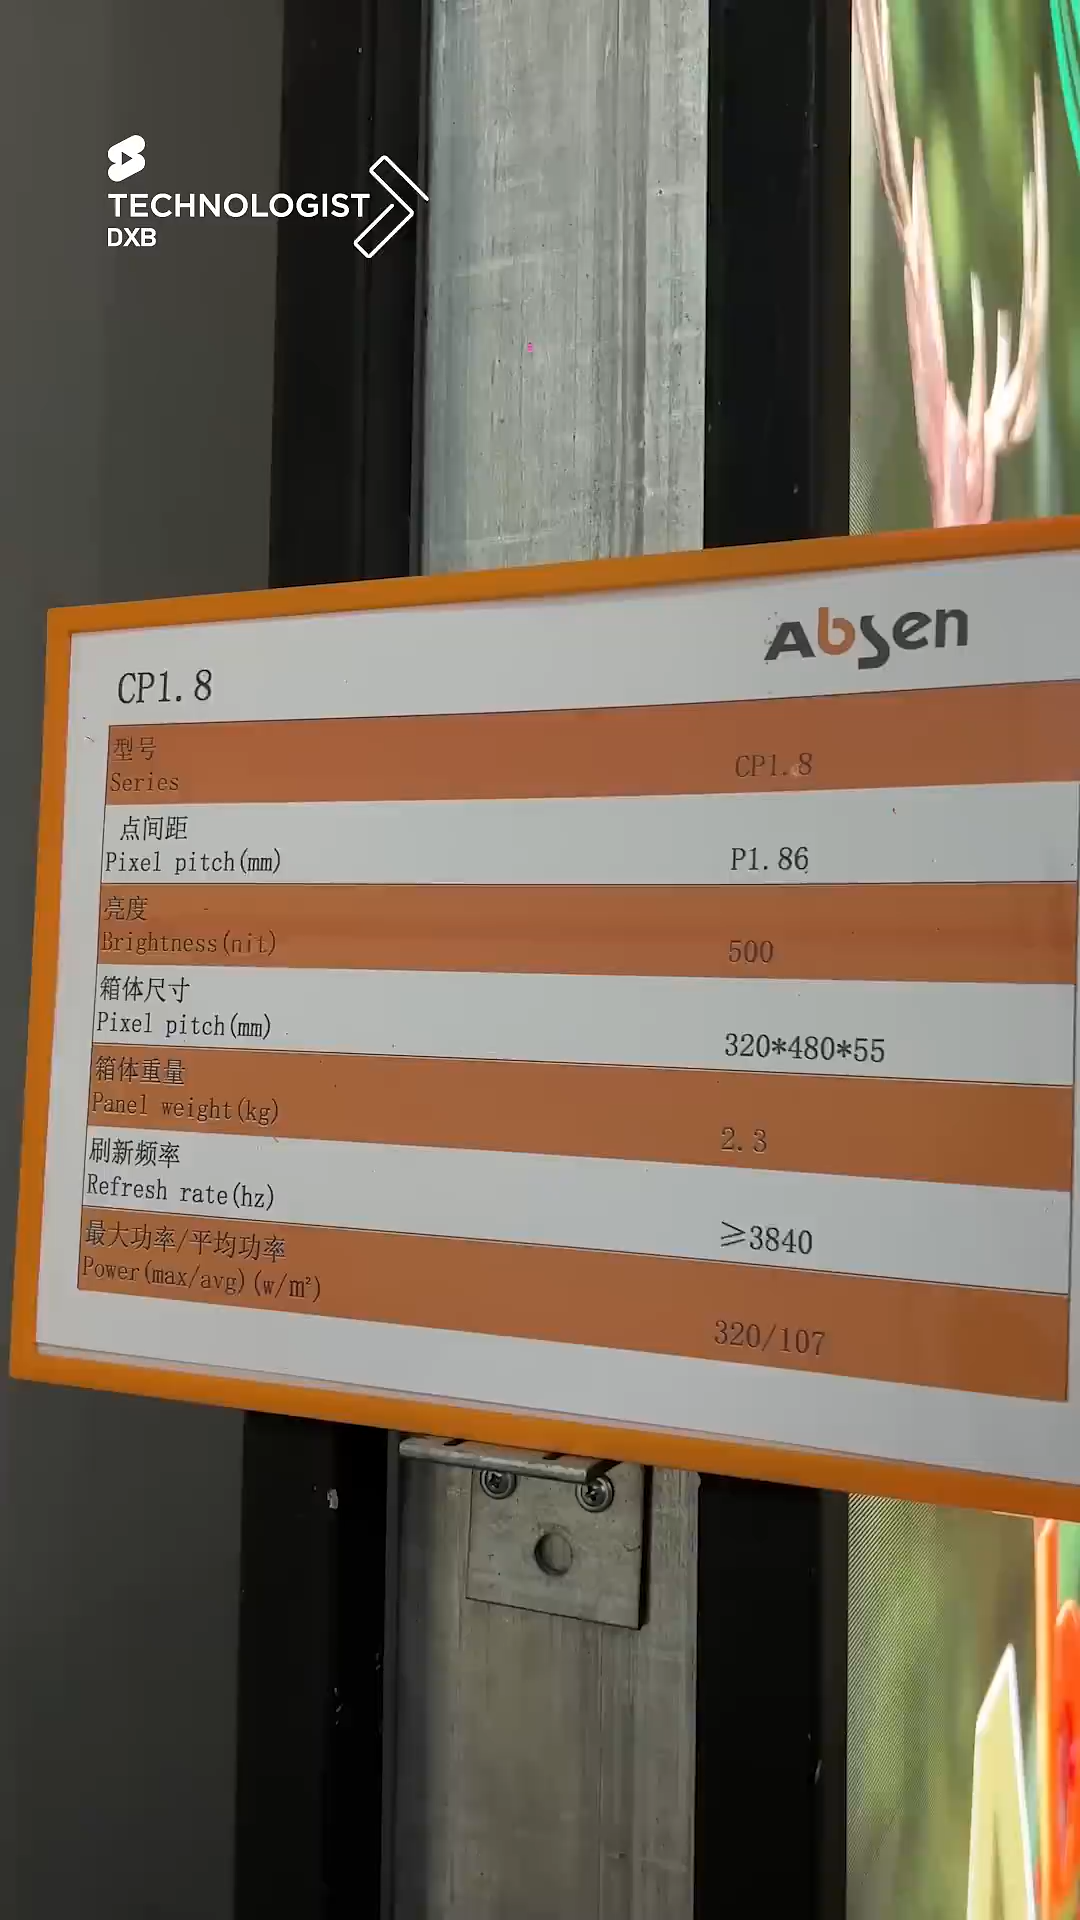 TECHNOLOGIST
DXB
Absen
CP1.8
型号
Series
CP1.8
点间距
Pixel pitch(mm)
P1.86
亮度
Brightness(nit)
500
箱体尺寸
Pixel pitch(mm)
320*480*55
箱体重量
Panel weight(kg)
2.3
刷新频率
Refresh rate(hz)
≥3840
最大功率/平均功率
Power(max/avg)(w/㎡)
320/107